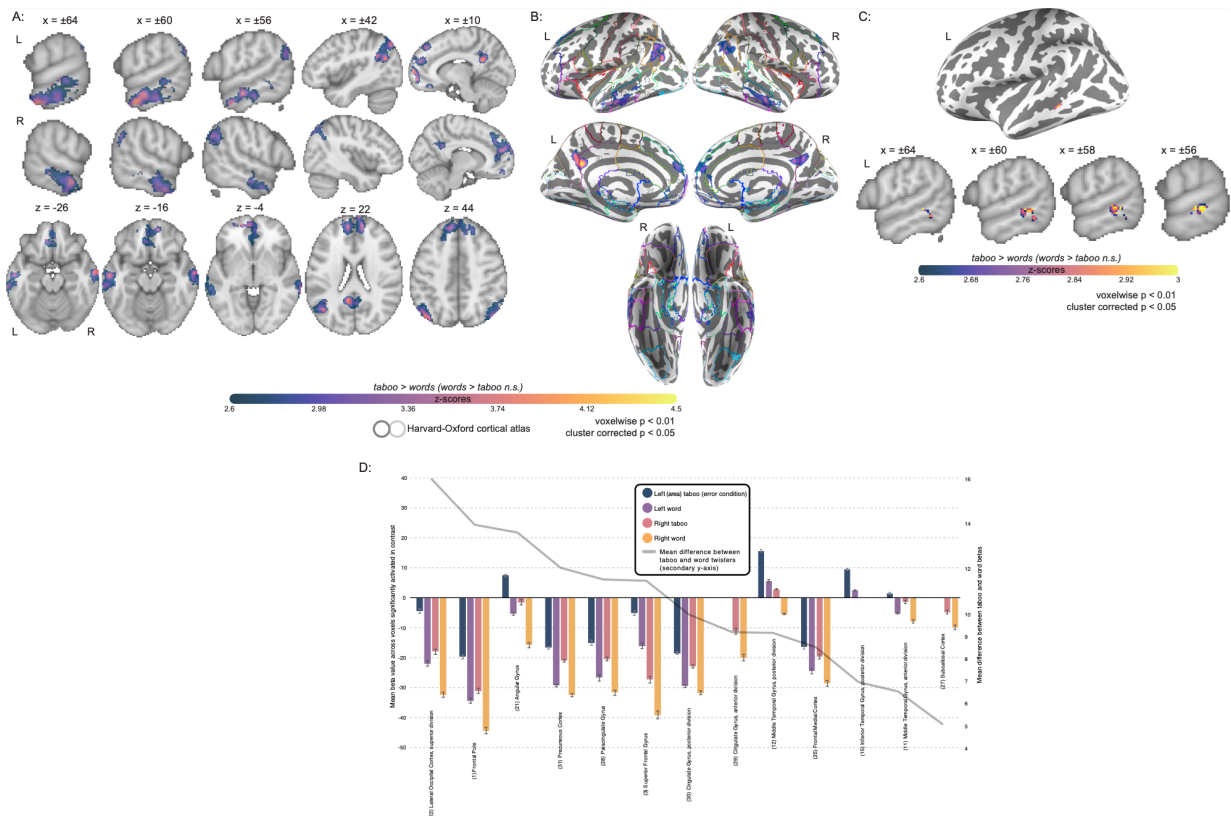 A:
x = ±64
x = ±60
x = ±56
x = ±42
x = ±10
L
R
z = -26
z = -16
z = -4
z = 22
z = 44
L
R
taboo > words (words > taboo n.s.)
z-scores
2.6
2.98
3.36
3.74
4.12
4.5
Harvard-Oxford cortical atlas
voxelwise p < 0.01
cluster corrected p < 0.05
B:
L
R
L
R
R
L
C:
L
L
x = ±64
x = ±60
x = ±58
x = ±56
taboo > words (words > taboo n.s.)
z-scores
2.6
2.68
2.76
2.84
2.92
3
voxelwise p < 0.01
cluster corrected p < 0.05
D:
Mean beta value across voxels significantly activated in contrast
40
30
20
10
0
-10
-20
-30
-40
-50
Left (area) taboo (error condition)
Left word
Right taboo
Right word
Mean difference between
taboo and word twisters
(secondary y-axis)
16
14
12
10
8
7
6
5
4
Mean difference between taboo and word betas
2) Lateral Occipital Cortex, superior division
(1) Frontal Pole
(21) Angular Gyrus
(31) Precuneous Cortex
(28) Paracingulate Gyrus
(3) Superior Frontal Gyrus
(30) Cingulate Gyrus, posterior division
(29) Cingulate Gyrus, anterior division
(12) Middle Temporal Gyrus, posterior division
(25) Frontal Medial Cortex
(15) Inferior Temporal Gyrus, posterior division
(11) Middle Temporal Gyrus, anterior division
(27) Subcallosal Cortex